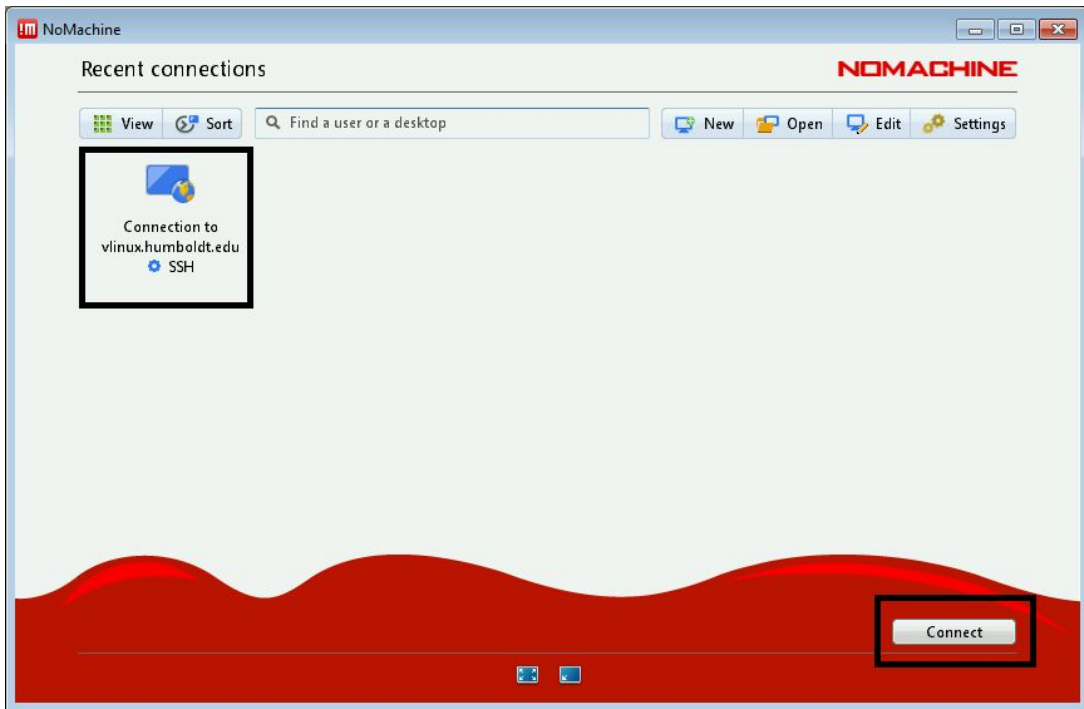 !m NoMachine
Recent connections
NOMACHINE
View Sort Find a user or a desktop New Open Edit Settings
Connection to
vlinux.humboldt.edu
SSH
Connect